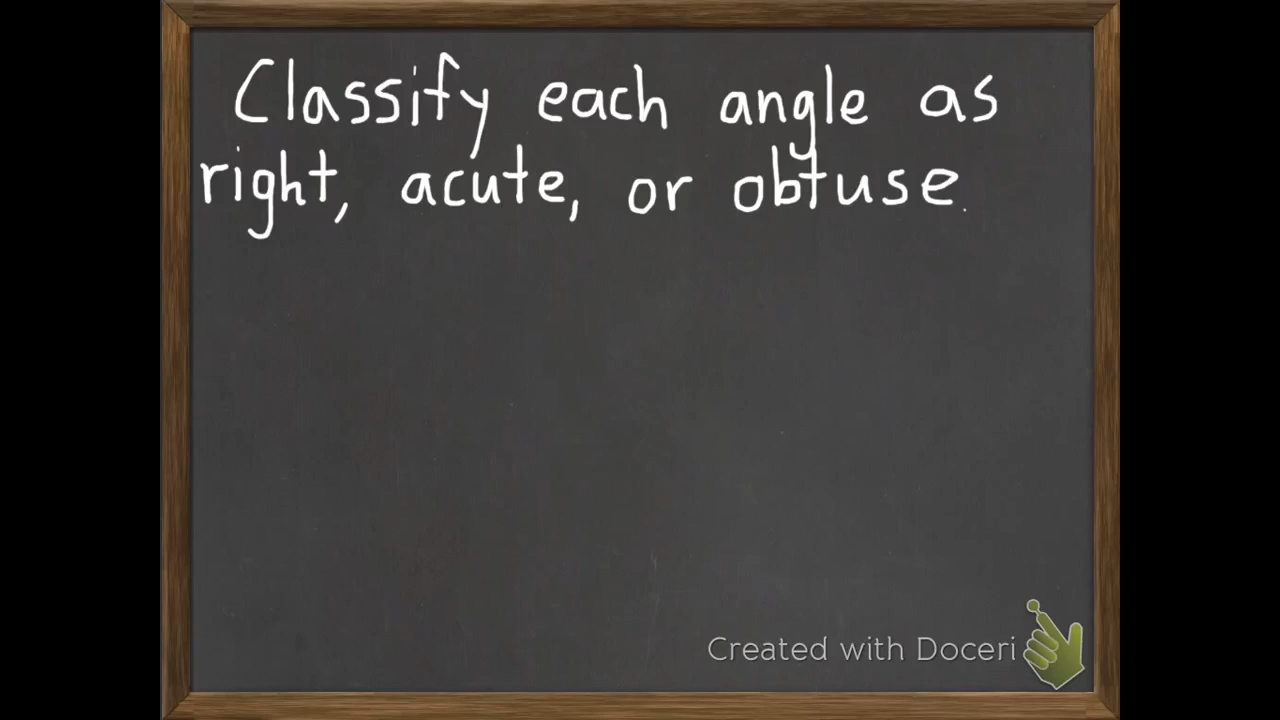 Classify each angle as
right, acute, or obtuse.
Created with Doceri